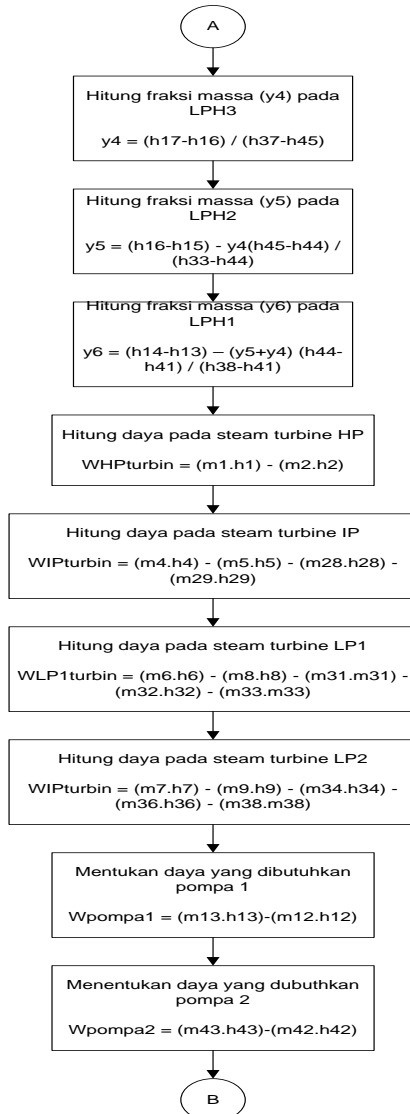 A
Hitung fraksi massa (y4) pada
LPH3
y4 = (h17-h16) / (h37-h45)
Hitung fraksi massa (y5) pada
LPH2
y5 = (h16-h15) - y4(h45-h44) /
(h33-h44)
Hitung fraksi massa (y6) pada
LPH1
y6 = (h14-h13) – (y5+y4) (h44-
h41) / (h38-h41)
Hitung daya pada steam turbine HP
WHPturbin = (m1.h1) - (m2.h2)
Hitung daya pada steam turbine IP
WIPturbin = (m4.h4) - (m5.h5) - (m28.h28) -
(m29.h29)
Hitung daya pada steam turbine LP1
WLP1turbin = (m6.h6) - (m8.h8) - (m31.m31) -
(m32.h32) - (m33.m33)
Hitung daya pada steam turbine LP2
WIPturbin = (m7.h7) - (m9.h9) - (m34.h34) -
(m36.h36) - (m38.m38)
Mentukan daya yang dibutuhkan
pompa 1
Wpompa1 = (m13.h13)-(m12.h12)
Menentukan daya yang dubuthkan
pompa 2
Wpompa2 = (m43.h43)-(m42.h42)
B